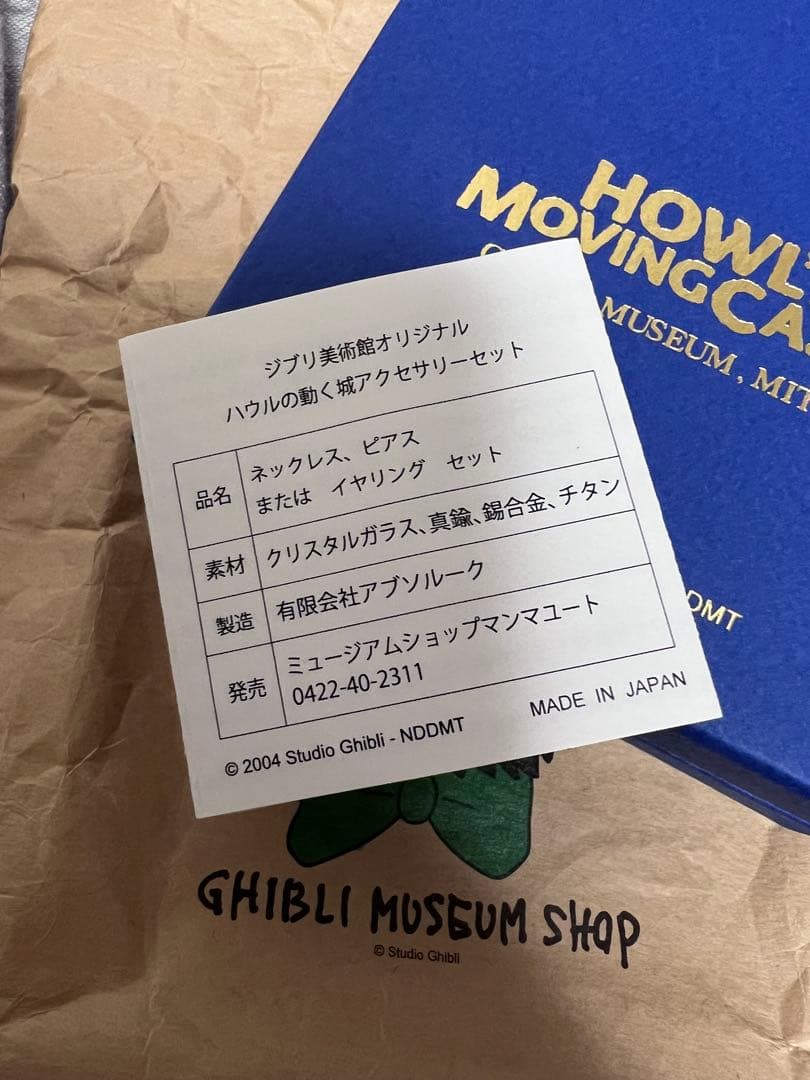 HOWL'
MOVING CA
MUSEUM, MIT
DDMT
ジブリ美術館オリジナル
ハウルの動く城アクセサリーセット
品名 ネックレス、ピアス
または イヤリング セット
素材 クリスタルガラス、真鍮、錫合金、チタン
製造 有限会社アブソルーク
発売 ミュージアムショップマンマユート
0422-40-2311
© 2004 Studio Ghibli - NDDMT MADE IN JAPAN
GHIBLI MUSEUM SHOP
© Studio Ghibli